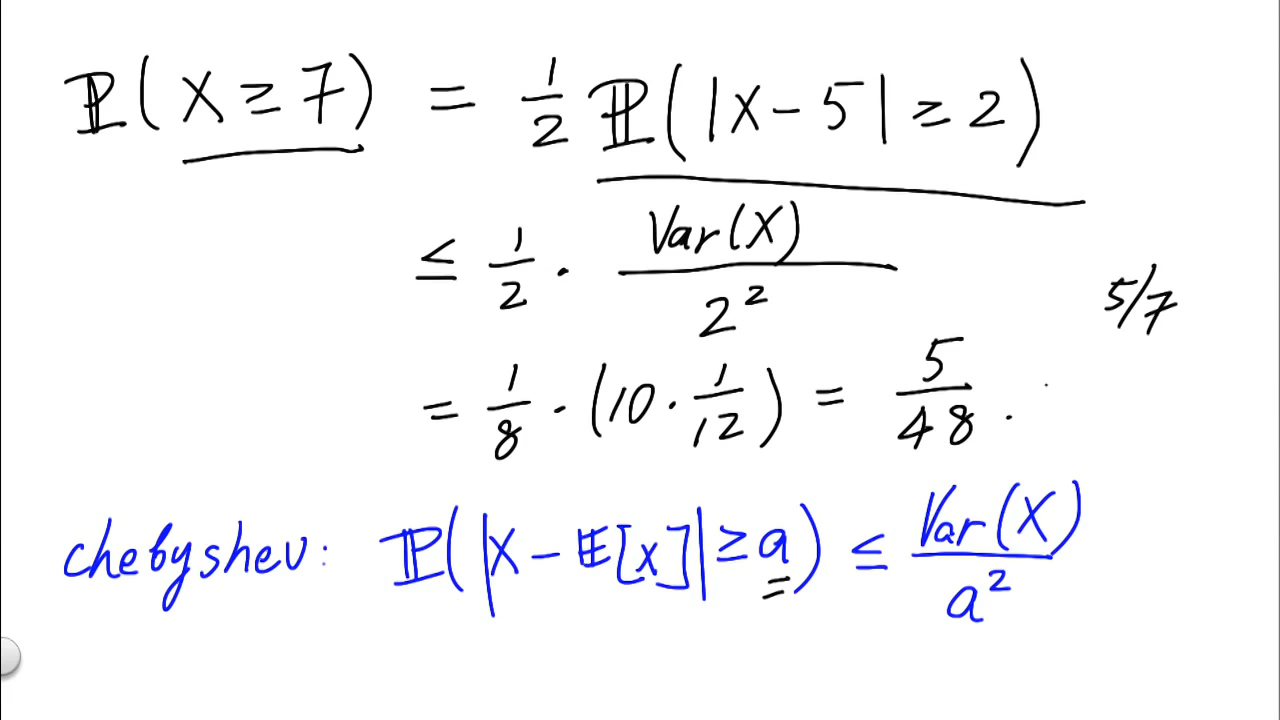 ℙ(X ≥ 7) = 1/2 ℙ(|X - 5| ≥ 2)
≤ 1/2 · Var(X)/2²
5/7
= 1/8 · (10 · 1/12) = 5/48 .
chebyshev: ℙ(|X - 𝔼[x]| ≥ a) ≤ Var(X)/a²